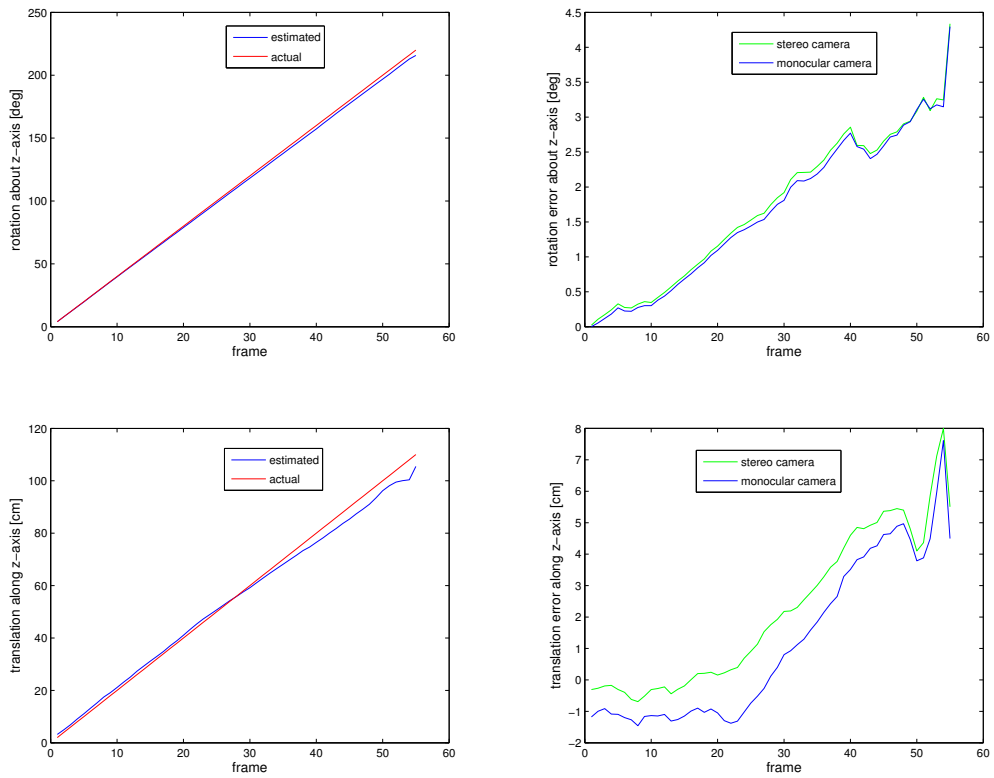 250
200
150
100
50
0
rotation about z−axis [deg]
estimated
actual
0 10 20 30 40 50 60
frame
4.5
4
3.5
3
2.5
2
1.5
1
0.5
0
rotation error about z−axis [deg]
stereo camera
monocular camera
0 10 20 30 40 50 60
frame
120
100
80
60
40
20
0
translation along z−axis [cm]
estimated
actual
0 10 20 30 40 50 60
frame
8
7
6
5
4
3
2
1
0
−1
−2
translation error along z−axis [cm]
stereo camera
monocular camera
0 10 20 30 40 50 60
frame